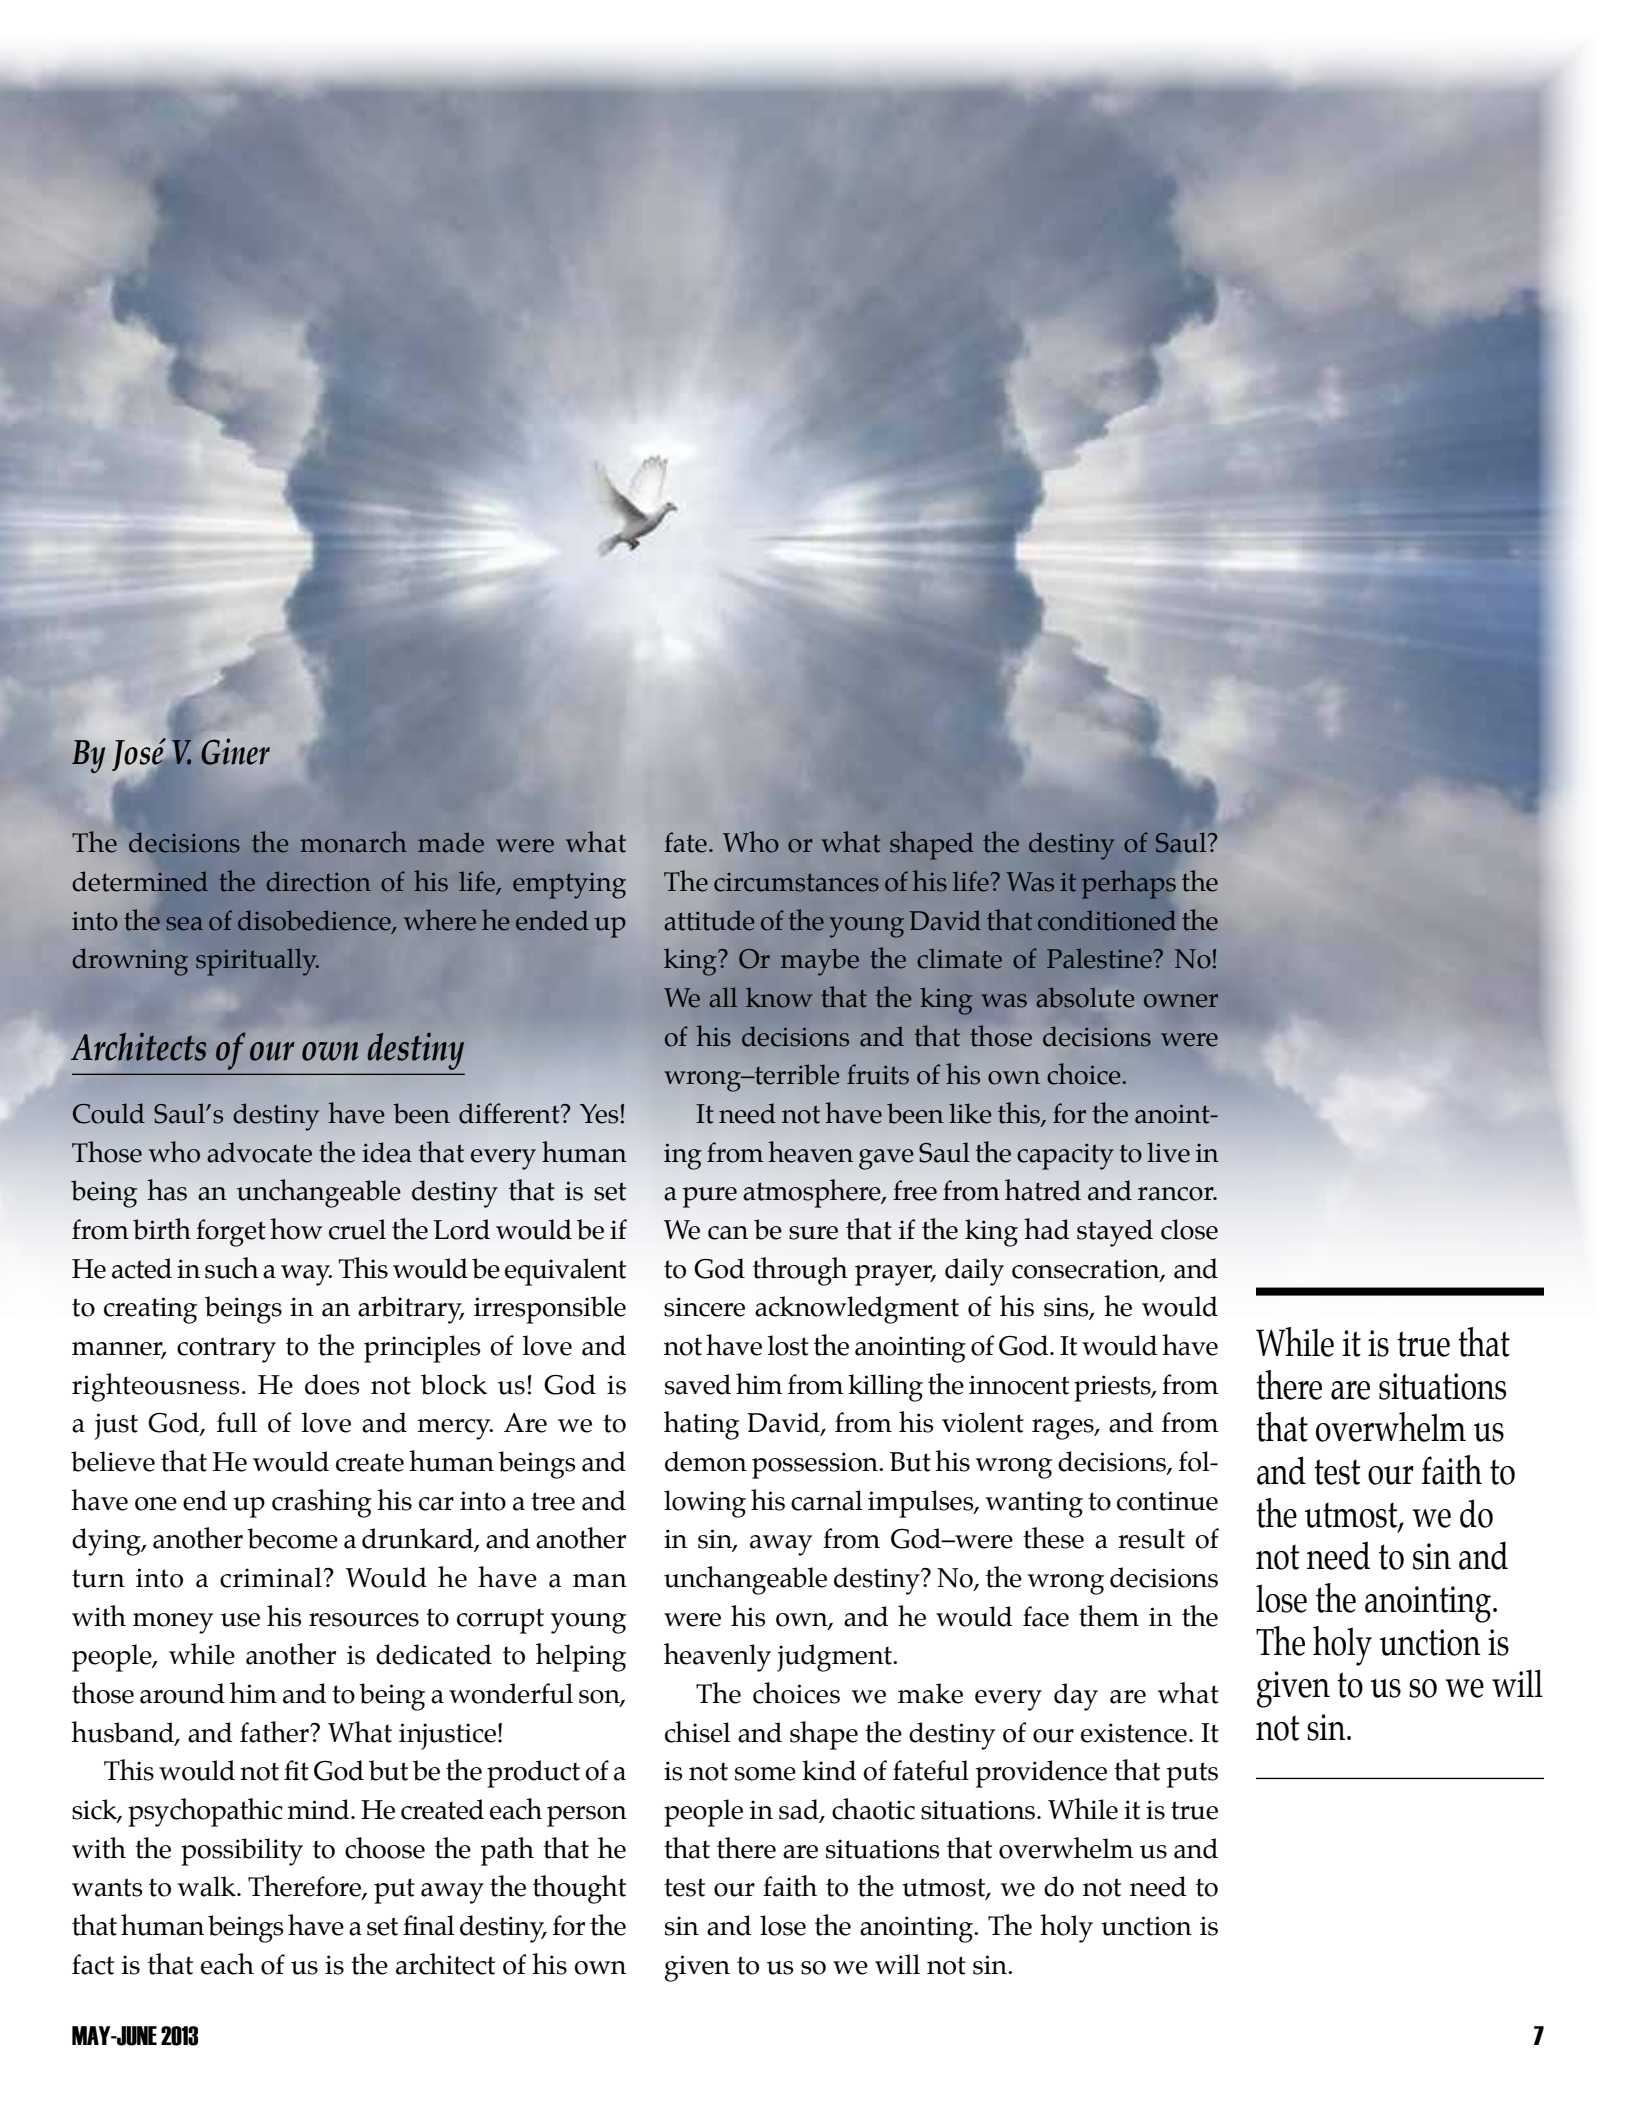 By José V. Giner
The decisions the monarch made were what
determined the direction of his life, emptying
into the sea of disobedience, where he ended up
drowning spiritually.
Architects of our own destiny
Could Saul's destiny have been different? Yes!
Those who advocate the idea that every human
being has an unchangeable destiny that is set
from birth forget how cruel the Lord would be if
He acted in such a way. This would be equivalent
to creating beings in an arbitrary, irresponsible
manner, contrary to the principles of love and
righteousness. He does not block us! God is
a just God, full of love and mercy. Are we to
believe that He would create human beings and
have one end up crashing his car into a tree and
dying, another become a drunkard, and another
turn into a criminal? Would he have a man
with money use his resources to corrupt young
people, while another is dedicated to helping
those around him and to being a wonderful son,
husband, and father? What injustice!
This would not fit God but be the product of a
sick, psychopathic mind. He created each person
with the possibility to choose the path that he
wants to walk. Therefore, put away the thought
that human beings have a set final destiny, for the
fact is that each of us is the architect of his own
fate. Who or what shaped the destiny of Saul?
The circumstances of his life? Was it perhaps the
attitude of the young David that conditioned the
king? Or maybe the climate of Palestine? No!
We all know that the king was absolute owner
of his decisions and that those decisions were
wrong–terrible fruits of his own choice.
It need not have been like this, for the anoint-
ing from heaven gave Saul the capacity to live in
a pure atmosphere, free from hatred and rancor.
We can be sure that if the king had stayed close
to God through prayer, daily consecration, and
sincere acknowledgment of his sins, he would
not have lost the anointing of God. It would have
saved him from killing the innocent priests, from
hating David, from his violent rages, and from
demon possession. But his wrong decisions, fol-
lowing his carnal impulses, wanting to continue
in sin, away from God–were these a result of
unchangeable destiny? No, the wrong decisions
were his own, and he would face them in the
heavenly judgment.
The choices we make every day are what
chisel and shape the destiny of our existence. It
is not some kind of fateful providence that puts
people in sad, chaotic situations. While it is true
that there are situations that overwhelm us and
test our faith to the utmost, we do not need to
sin and lose the anointing. The holy unction is
given to us so we will not sin.
While it is true that
there are situations
that overwhelm us
and test our faith to
the utmost, we do
not need to sin and
lose the anointing.
The holy unction is
given to us so we will
not sin.
MAY-JUNE 2013
7